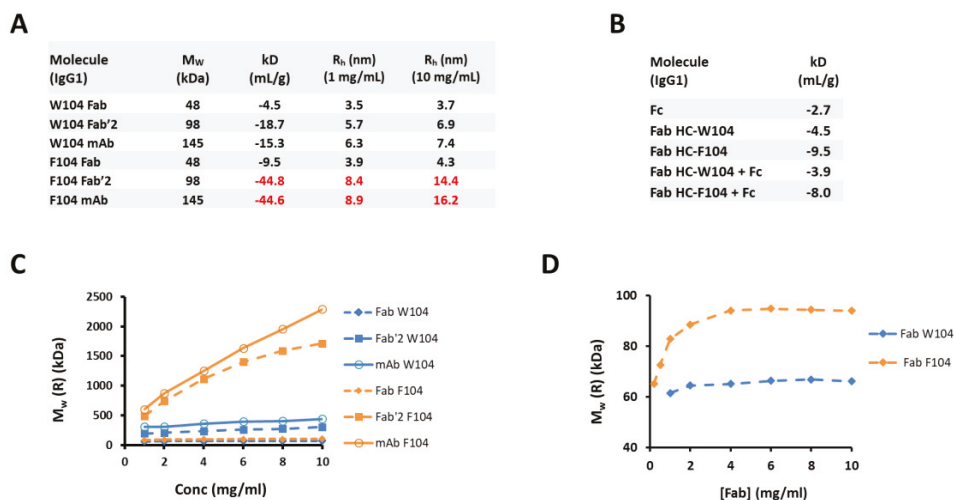 A
Molecule (IgG1) Mw (kDa) kD (mL/g) Rh (nm) (1 mg/mL) Rh (nm) (10 mg/mL)
W104 Fab 48 -4.5 3.5 3.7
W104 Fab’2 98 -18.7 5.7 6.9
W104 mAb 145 -15.3 6.3 7.4
F104 Fab 48 -9.5 3.9 4.3
F104 Fab’2 98 -44.8 8.4 14.4
F104 mAb 145 -44.6 8.9 16.2
B
Molecule (IgG1) kD (mL/g)
Fc -2.7
Fab HC-W104 -4.5
Fab HC-F104 -9.5
Fab HC-W104 + Fc -3.9
Fab HC-F104 + Fc -8.0
C
Mw (R) (kDa)
2500
2000
1500
1000
500
0
0 2 4 6 8 10
Conc (mg/ml)
Fab W104
Fab’2 W104
mAb W104
Fab F104
Fab’2 F104
mAb F104
D
Mw (R) (kDa)
100
80
60
40
0 2 4 6 8 10
[Fab] (mg/ml)
Fab W104
Fab F104